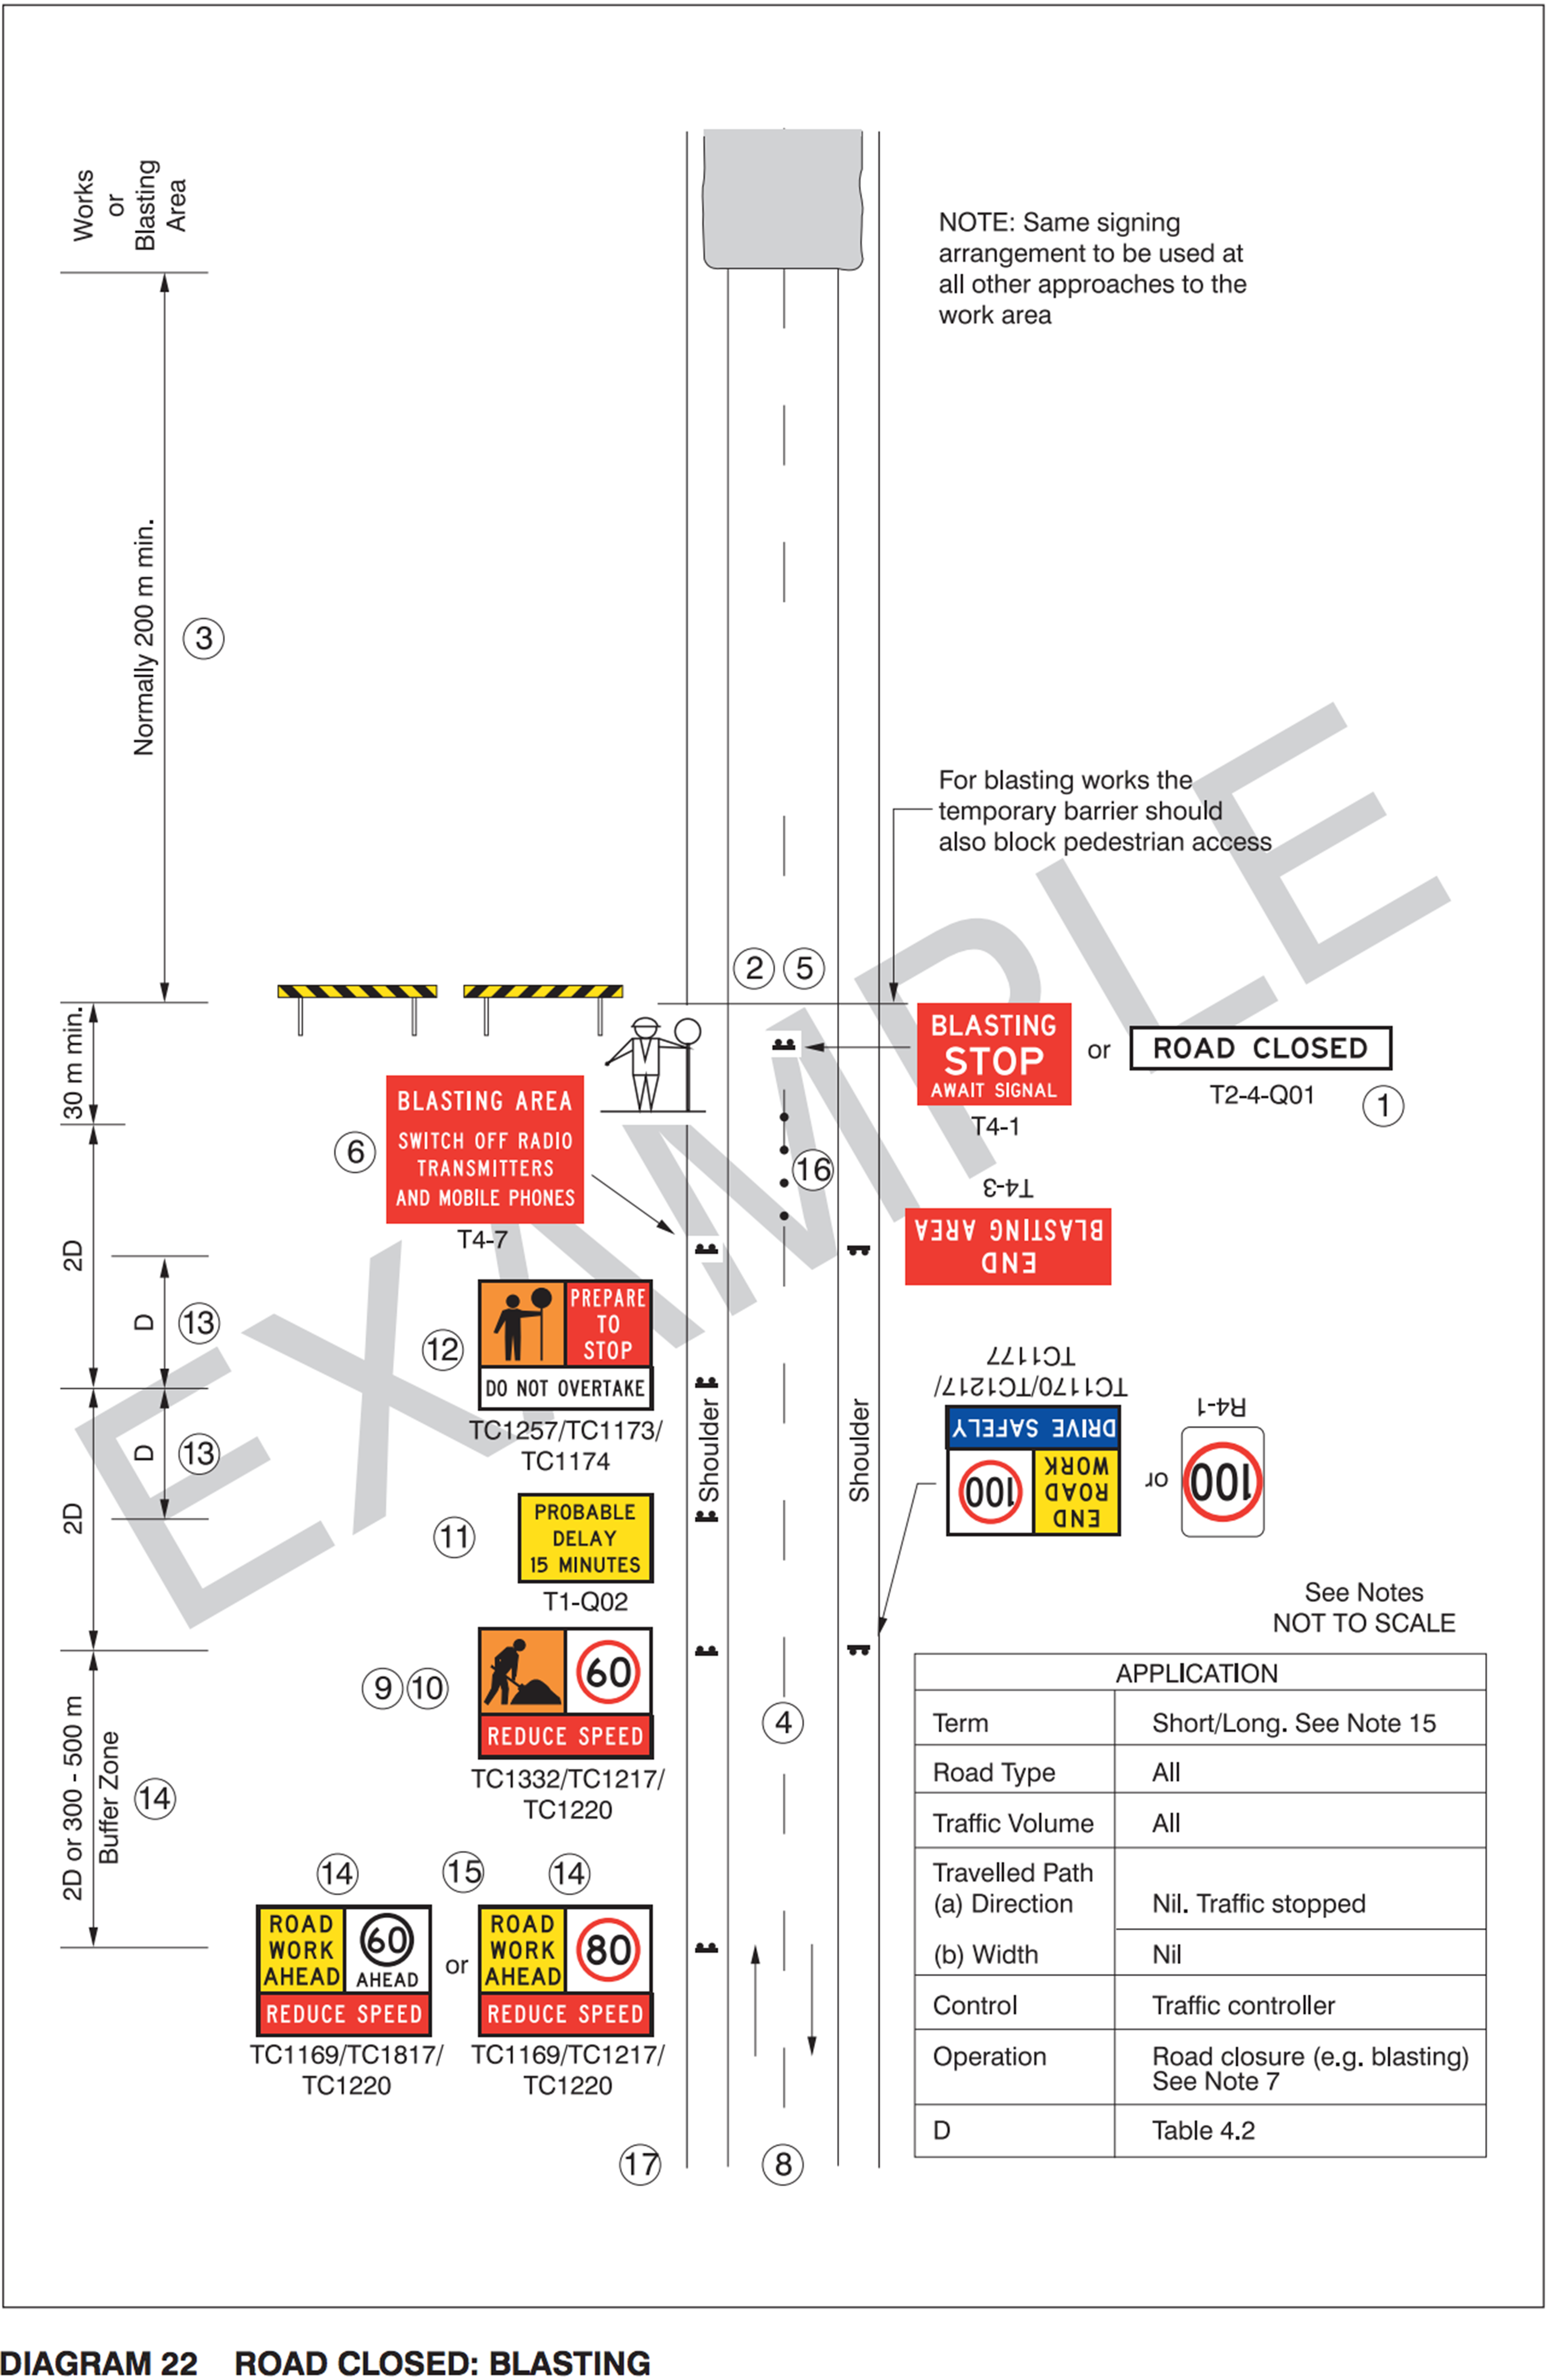 Works
or
Blasting
Area
NOTE: Same signing
arrangement to be used at
all other approaches to the
work area
Normally 200 m min.
3
For blasting works the
temporary barrier should
also block pedestrian access
2
5
30 m min.
BLASTING
STOP
AWAIT SIGNAL
T4-1
or
ROAD CLOSED
T2-4-Q01
1
6
BLASTING AREA
SWITCH OFF RADIO
TRANSMITTERS
AND MOBILE PHONES
T4-7
16
T4-3
END
BLASTING AREA
2D
D
13
12
PREPARE
TO
STOP
DO NOT OVERTAKE
TC1257/TC1173/
TC1174
Shoulder
Shoulder
TC1170/TC1217/
TC1177
END
ROAD
WORK
100
DRIVE SAFELY
or
R4-1
100
2D
D
13
11
PROBABLE
DELAY
15 MINUTES
T1-Q02
See Notes
NOT TO SCALE
9
10
60
REDUCE SPEED
TC1332/TC1217/
TC1220
4
2D or 300 - 500 m
Buffer Zone
14
14
15
14
ROAD
WORK
AHEAD
60
AHEAD
REDUCE SPEED
TC1169/TC1817/
TC1220
or
ROAD
WORK
AHEAD
80
REDUCE SPEED
TC1169/TC1217/
TC1220
APPLICATION
Term Short/Long. See Note 15
Road Type All
Traffic Volume All
Travelled Path
(a) Direction Nil. Traffic stopped
(b) Width Nil
Control Traffic controller
Operation Road closure (e.g. blasting)
See Note 7
D Table 4.2
17
8
EXAMPLE
DIAGRAM 22 ROAD CLOSED: BLASTING